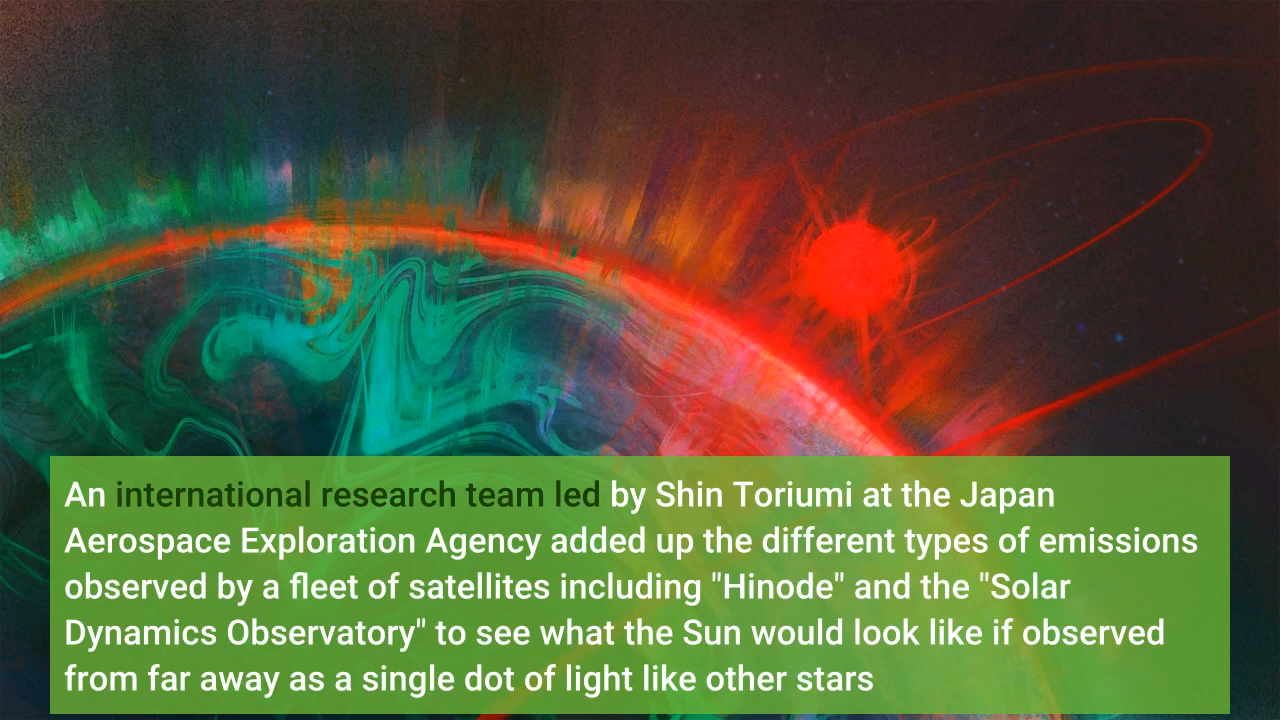 An international research team led by Shin Toriumi at the Japan
Aerospace Exploration Agency added up the different types of emissions
observed by a fleet of satellites including "Hinode" and the "Solar
Dynamics Observatory" to see what the Sun would look like if observed
from far away as a single dot of light like other stars